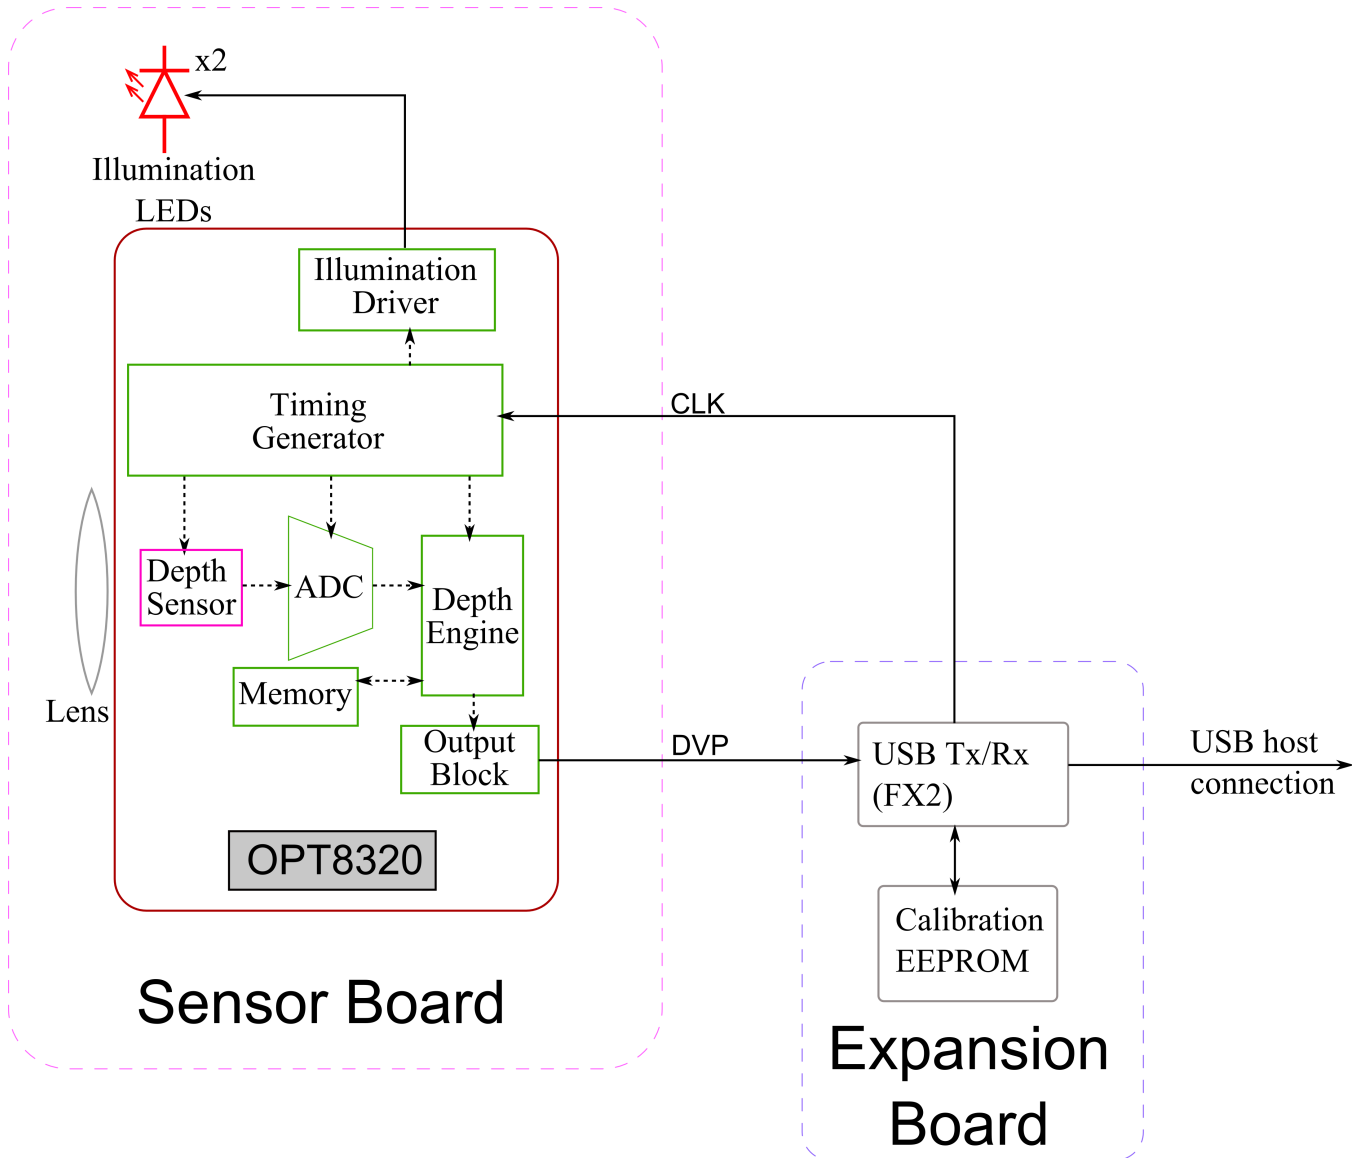 x2
Illumination
LEDs
Illumination
Driver
Timing
Generator
CLK
Depth
Sensor
ADC
Depth
Engine
Memory
Lens
Output
Block
DVP
USB Tx/Rx
(FX2)
USB host
connection
OPT8320
Calibration
EEPROM
Sensor Board
Expansion
Board